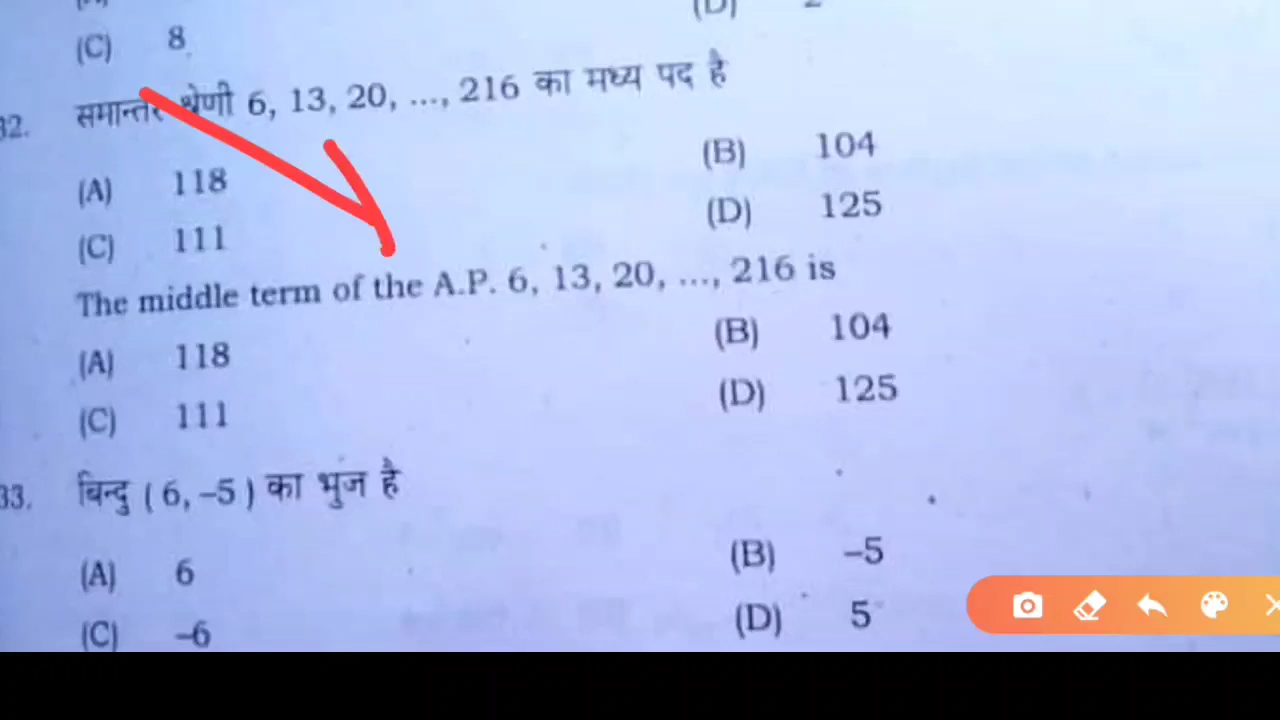 (C) 8
(D) 2
32. समान्तर श्रेणी 6, 13, 20, ..., 216 का मध्य पद है
(A) 118 (B) 104
(C) 111 (D) 125
The middle term of the A.P. 6, 13, 20, ..., 216 is
(A) 118 (B) 104
(C) 111 (D) 125
33. बिन्दु ( 6, –5 ) का भुज है
(A) 6 (B) –5
(C) –6 (D) 5